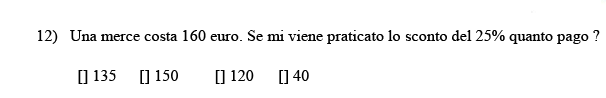 12) Una merce costa 160 euro. Se mi viene praticato lo sconto del 25% quanto pago ?
[] 135 [] 150 [] 120 [] 40